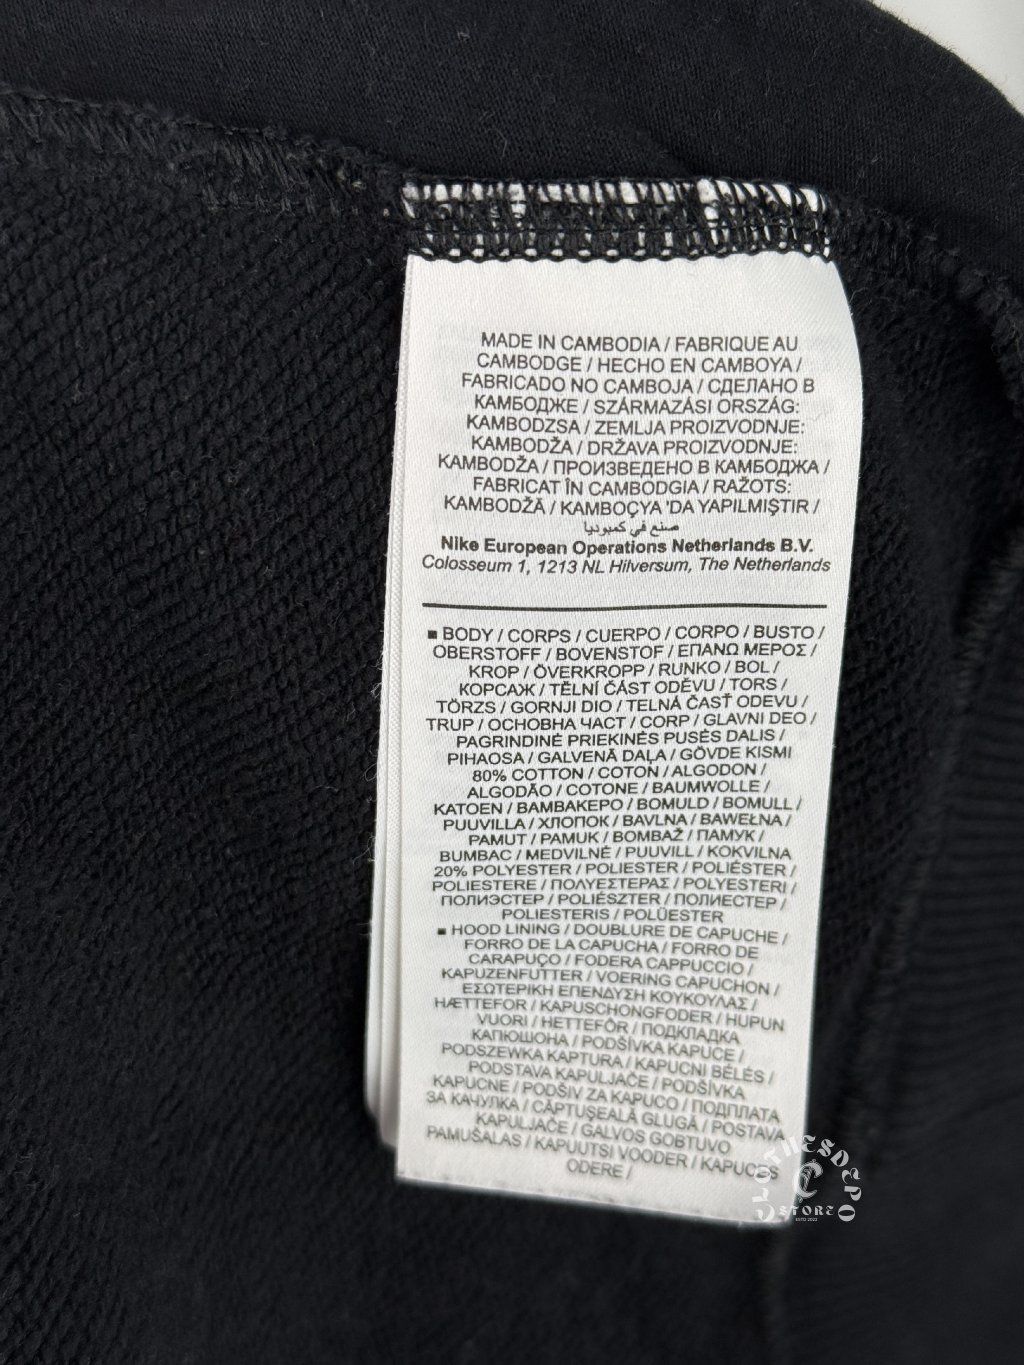 MADE IN CAMBODIA / FABRIQUE AU
CAMBODGE / HECHO EN CAMBOYA /
FABRICADO NO CAMBOJA / СДЕЛАНО В
КАМБОДЖЕ / SZÁRMAZÁSI ORSZÁG:
KAMBODZSA / ZEMLJA PROIZVODNJE:
KAMBODŽA / DRŽAVA PROIZVODNJE:
KAMBODŽA / ПРОИЗВЕДЕНО В КАМБОДЖА /
FABRICAT ÎN CAMBODGIA / RAŽOTS:
KAMBODŽĀ / KAMBOÇYA 'DA YAPILMIŞTIR /
صنع في كمبوديا
Nike European Operations Netherlands B.V.
Colosseum 1, 1213 NL Hilversum, The Netherlands
■ BODY / CORPS / CUERPO / CORPO / BUSTO /
OBERSTOFF / BOVENSTOF / ΕΠΑΝΩ ΜΕΡΟΣ /
KROP / ÖVERKROPP / RUNKO / BOL /
КОРСАЖ / TĚLNÍ ČÁST ODĚVU / TORS /
TÖRZS / GORNJI DIO / TELNÁ ČASŤ ODEVU /
TRUP / ОСНОВНА ЧАСТ / CORP / GLAVNI DEO /
PAGRINDINĖ PRIEKINĖS PUSĖS DALIS /
PIHAOSA / GALVENĀ DAĻA / GÖVDE KISMI
80% COTTON / COTON / ALGODON /
ALGODÃO / COTONE / BAUMWOLLE /
KATOEN / ΒΑΜΒΑΚΕΡΟ / BOMULD / BOMULL /
PUUVILLA / ХЛОПОК / BAVLNA / BAWEŁNA /
PAMUT / PAMUK / BOMBAŽ / ПАМУК /
BUMBAC / MEDVILNĖ / PUUVILL / KOKVILNA
20% POLYESTER / POLIESTER / POLIÉSTER /
POLIESTERE / ΠΟΛΥΕΣΤΕΡΑΣ / POLYESTERI /
ПОЛИЭСТЕР / POLIÉSZTER / ПОЛИЕСТЕР /
POLIESTERIS / POLÜESTER
■ HOOD LINING / DOUBLURE DE CAPUCHE /
FORRO DE LA CAPUCHA / FORRO DE
CARAPUÇO / FODERA CAPPUCCIO /
KAPUZENFUTTER / VOERING CAPUCHON /
ΕΣΩΤΕΡΙΚΗ ΕΠΕΝΔΥΣΗ ΚΟΥΚΟΥΛΑΣ /
HÆTTEFOR / KAPUSCHONGFODER / HUPUN
VUORI / HETTEFÔR / ПОДКЛАДКА
КАПЮШОНА / PODŠÍVKA KAPUCE /
PODSZEWKA KAPTURA / KAPUCNI BÉLÉS /
PODSTAVA KAPULJAČE / PODŠÍVKA
KAPUCNE / PODŠIV ZA KAPUCO / ПОДПЛАТА
ЗА КАЧУЛКА / CĂPTUȘEALĂ GLUGĂ / POSTAVA
KAPULJAČE / GALVOS GOBTUVO
PAMUŠALAS / KAPUUTSI VOODER / KAPUCES
ODERE /
CLOTHESDEPO
STORE
ESTD 2022